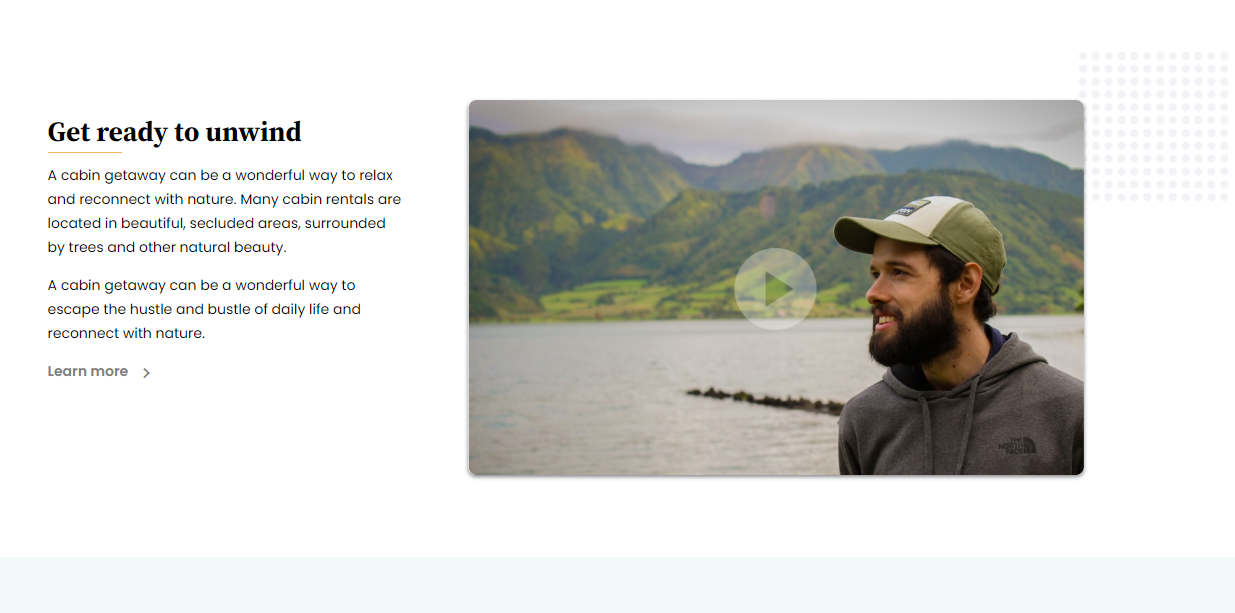 Get ready to unwind
A cabin getaway can be a wonderful way to relax
and reconnect with nature. Many cabin rentals are
located in beautiful, secluded areas, surrounded
by trees and other natural beauty.
A cabin getaway can be a wonderful way to
escape the hustle and bustle of daily life and
reconnect with nature.
Learn more
THE
NORTH
FACE